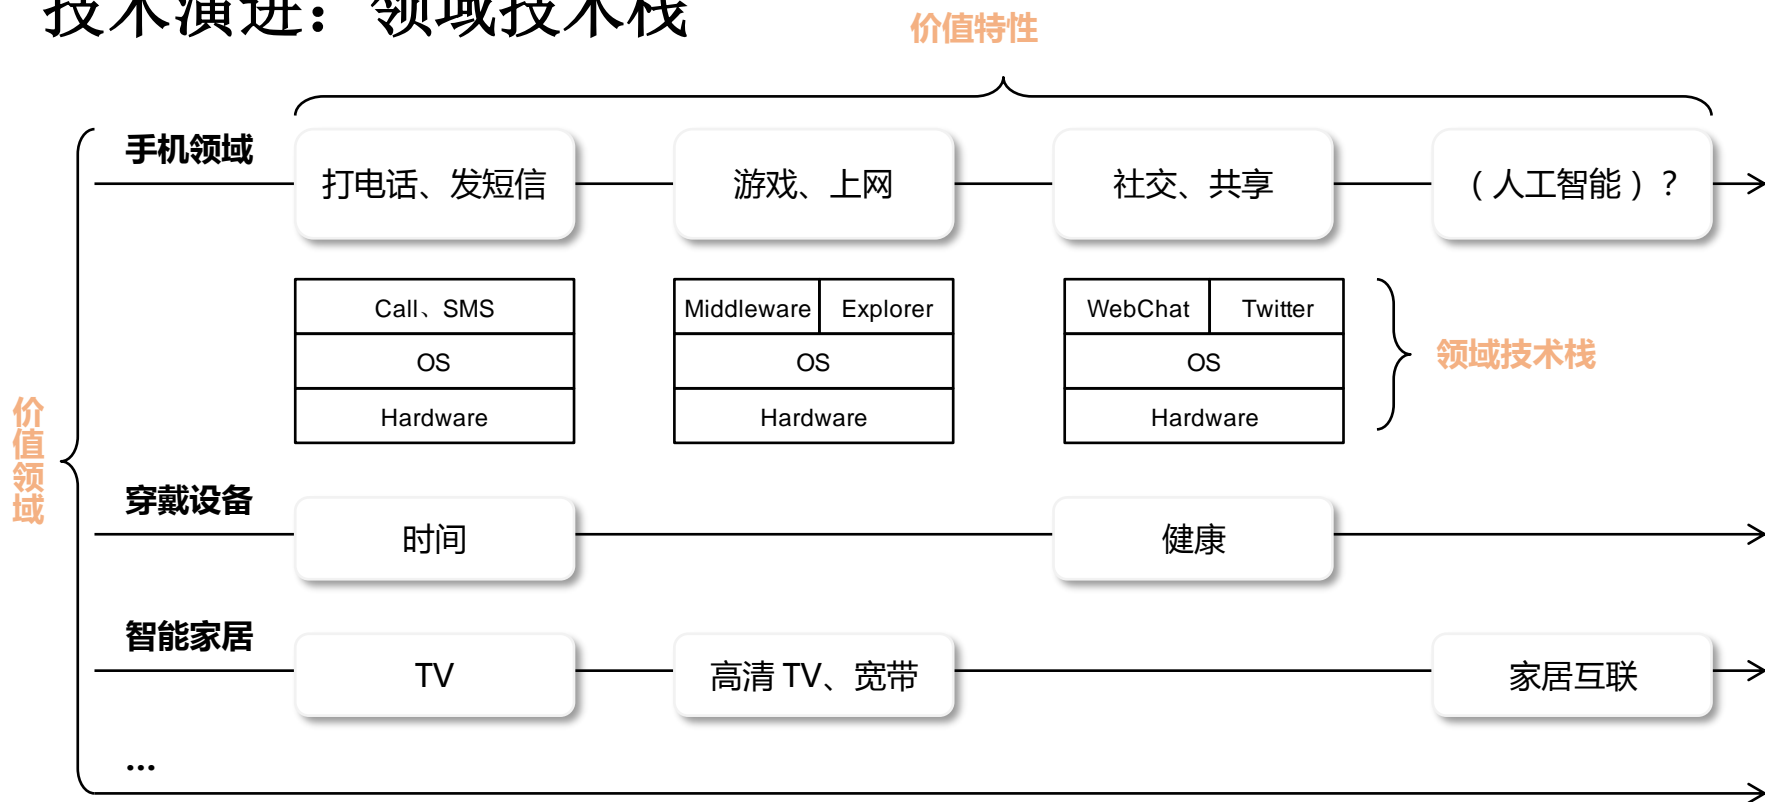 技术演进：领域技术栈
价值特性
手机领域
打电话、发短信
游戏、上网
社交、共享
（人工智能）?
Call、SMS
OS
Hardware
Middleware
Explorer
OS
Hardware
WebChat
Twitter
OS
Hardware
领域技术栈
价值领域
穿戴设备
时间
健康
智能家居
TV
高清 TV、宽带
家居互联
...